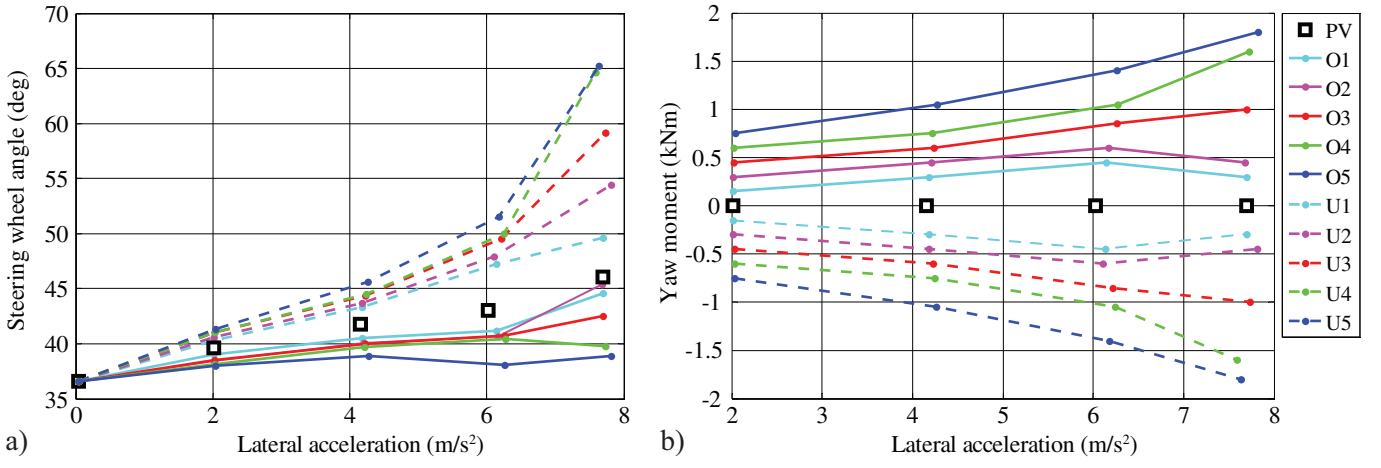 70
65
60
55
50
45
40
35
0
2
4
6
8
Steering wheel angle (deg)
Lateral acceleration (m/s²)
a)
2
1.5
1
0.5
0
-0.5
-1
-1.5
-2
2
3
4
5
6
7
8
Yaw moment (kNm)
Lateral acceleration (m/s²)
b)
PV
O1
O2
O3
O4
O5
U1
U2
U3
U4
U5